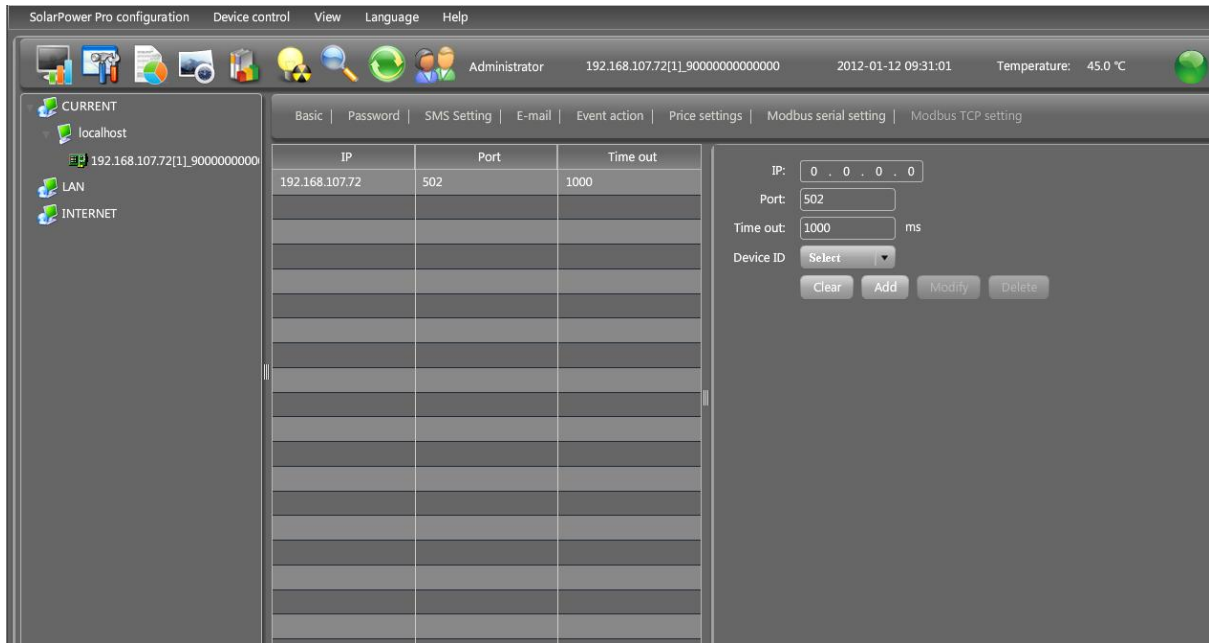 SolarPower Pro configuration Device control View Language Help
Administrator 192.168.107.72[1]_90000000000000 2012-01-12 09:31:01 Temperature: 45.0 ℃
CURRENT
localhost
192.168.107.72[1]_9000000000
LAN
INTERNET
Basic | Password | SMS Setting | E-mail | Event action | Price settings | Modbus serial setting | Modbus TCP setting
IP Port Time out
192.168.107.72 502 1000
IP: 0 . 0 . 0 . 0
Port: 502
Time out: 1000 ms
Device ID Select
Clear Add Modify Delete